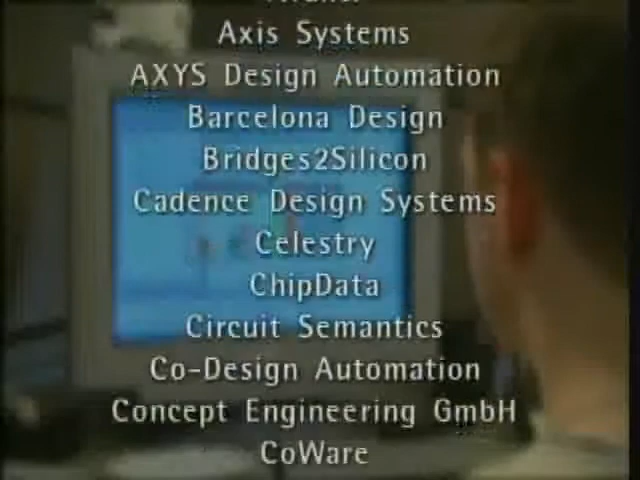 Axis Systems
AXYS Design Automation
Barcelona Design
Bridges2Silicon
Cadence Design Systems
Celestry
ChipData
Circuit Semantics
Co-Design Automation
Concept Engineering GmbH
CoWare